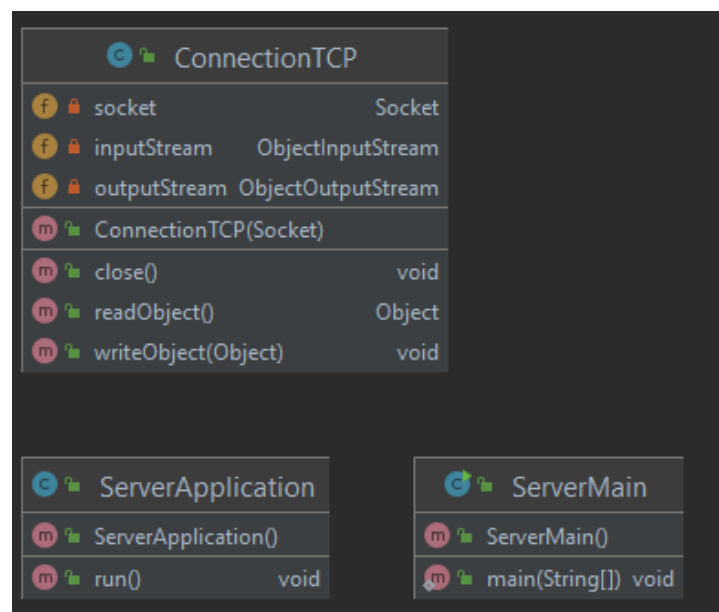 ConnectionTCP
socket Socket
inputStream ObjectInputStream
outputStream ObjectOutputStream
ConnectionTCP(Socket)
close() void
readObject() Object
writeObject(Object) void
ServerApplication
ServerApplication()
run() void
ServerMain
ServerMain()
main(String[]) void